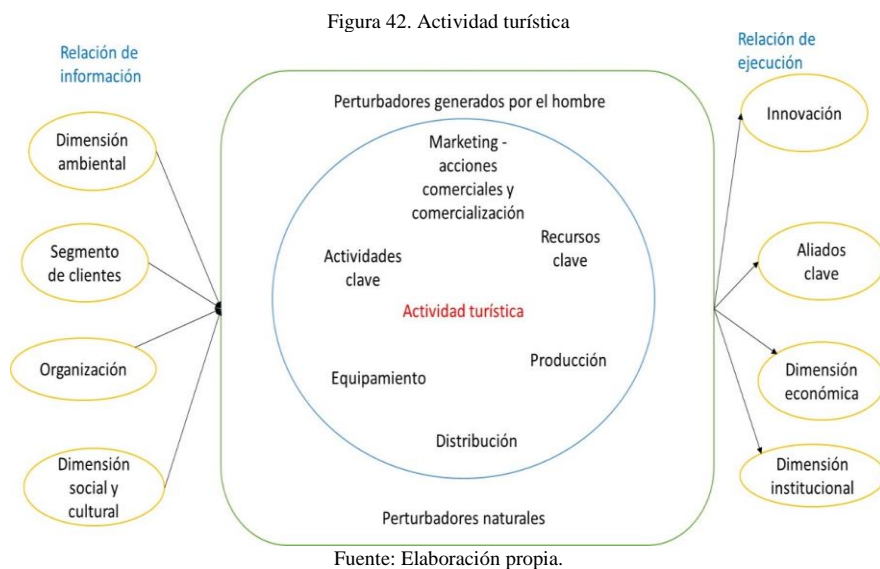 Figura 42. Actividad turística
Relación de
información
Dimensión
ambiental
Segmento
de clientes
Organización
Dimensión
social y
cultural
Perturbadores generados por el hombre
Marketing -
acciones
comerciales y
comercialización
Recursos
clave
Actividades
clave
Actividad turística
Producción
Equipamiento
Distribución
Perturbadores naturales
Relación de
ejecución
Innovación
Aliados
clave
Dimensión
económica
Dimensión
institucional
Fuente: Elaboración propia.